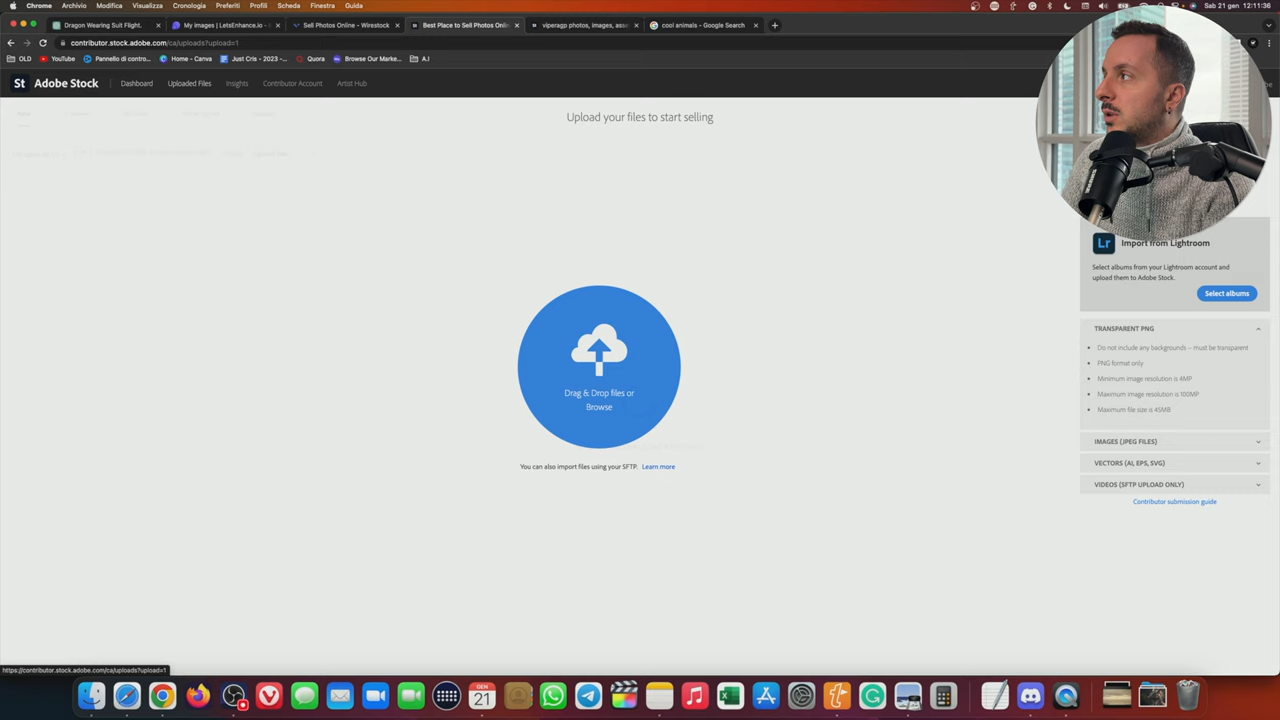 Chrome Archivio Modifica Visualizza Cronologia Preferiti Profili Scheda Finestra Guida Sab 21 gen 12:11:36
Dragon Wearing Suit Flight. My images | LetsEnhance.io - Sell Photos Online - Wirestock Best Place to Sell Photos Online viperagp photos, images, asse cool animals - Google Search
contributor.stock.adobe.com/ca/uploads?upload=1
OLD YouTube Pannello di contro... Home - Canva Just Cris - 2023 -... Quora Browse Our Marke... A.I
St Adobe Stock Dashboard Uploaded Files Insights Contributor Account Artist Hub
Upload your files to start selling
Lr Import from Lightroom
Select albums from your Lightroom account and
upload them to Adobe Stock.
Select albums
TRANSPARENT PNG
Do not include any backgrounds – must be transparent
PNG format only
Minimum image resolution is 4MP
Maximum image resolution is 100MP
Maximum file size is 45MB
Drag & Drop files or
Browse
IMAGES (JPEG FILES)
You can also import files using your SFTP. Learn more
VECTORS (AI, EPS, SVG)
VIDEOS (SFTP UPLOAD ONLY)
Contributor submission guide
https://contributor.stock.adobe.com/ca/uploads?upload=1
GEN
21